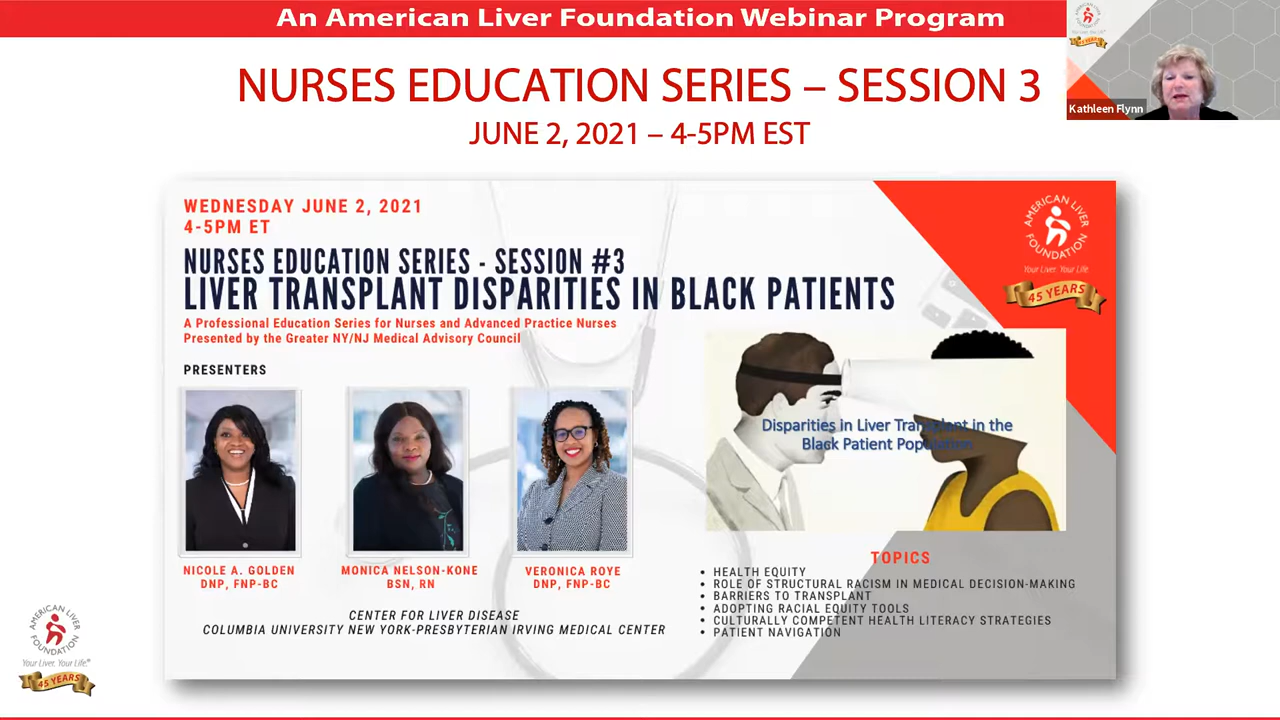 An American Liver Foundation Webinar Program
Kathleen Flynn
NURSES EDUCATION SERIES – SESSION 3
JUNE 2, 2021 – 4-5PM EST
WEDNESDAY JUNE 2, 2021
4-5PM ET
NURSES EDUCATION SERIES - SESSION #3
LIVER TRANSPLANT DISPARITIES IN BLACK PATIENTS
A Professional Education Series for Nurses and Advanced Practice Nurses
Presented by the Greater NY/NJ Medical Advisory Council
AMERICAN LIVER
FOUNDATION
Your Liver. Your Life.
45 YEARS
PRESENTERS
NICOLE A. GOLDEN
DNP, FNP-BC
MONICA NELSON-KONE
BSN, RN
VERONICA ROYE
DNP, FNP-BC
CENTER FOR LIVER DISEASE
COLUMBIA UNIVERSITY NEW YORK-PRESBYTERIAN IRVING MEDICAL CENTER
Disparities in Liver Transplant in the
Black Patient Population
TOPICS
• HEALTH EQUITY
• ROLE OF STRUCTURAL RACISM IN MEDICAL DECISION-MAKING
• BARRIERS TO TRANSPLANT
• ADOPTING RACIAL EQUITY TOOLS
• CULTURALLY COMPETENT HEALTH LITERACY STRATEGIES
• PATIENT NAVIGATION
AMERICAN LIVER
FOUNDATION
Your Liver. Your Life.®
45 YEARS